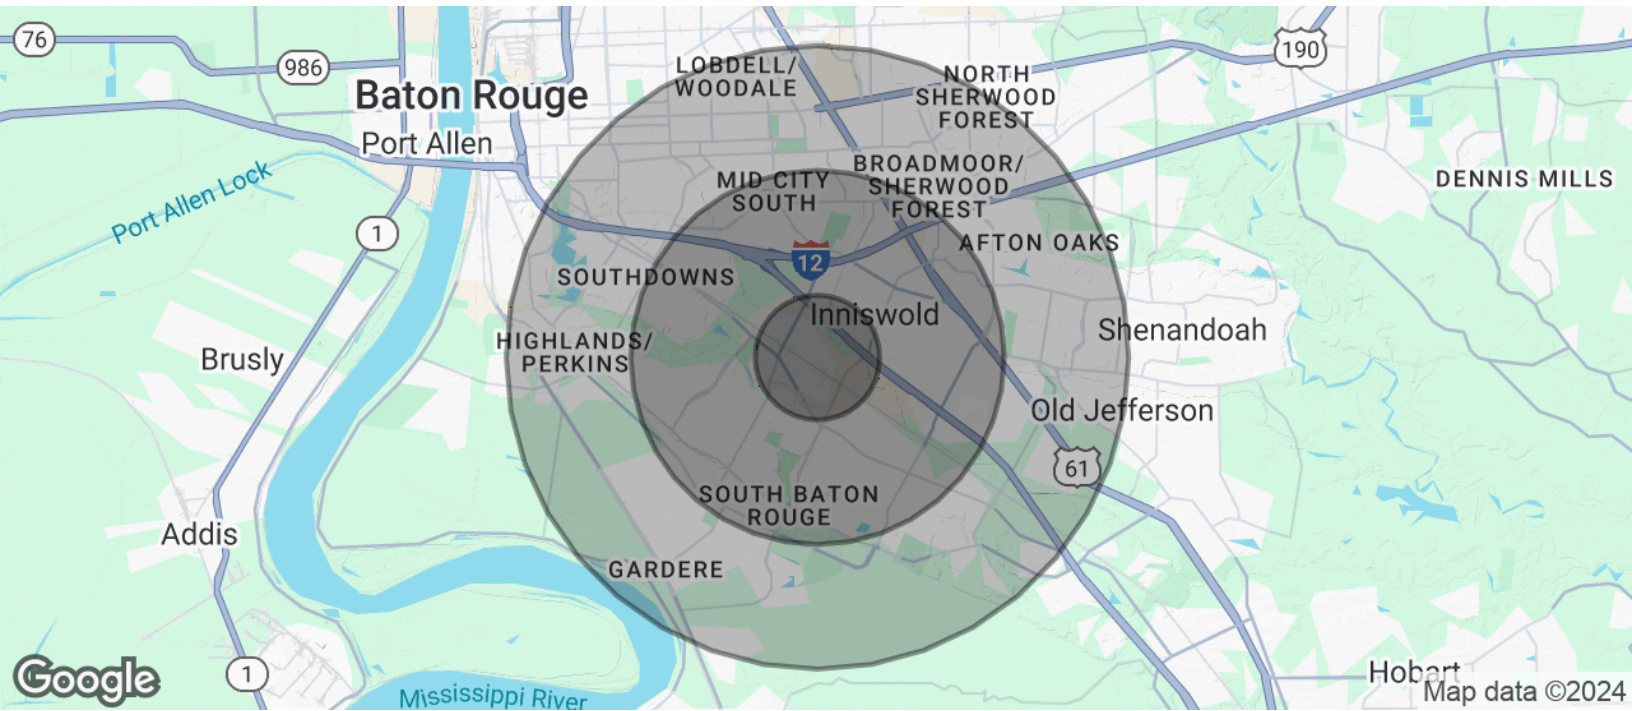 76
986
190
LOBDELL/
WOODALE
NORTH
SHERWOOD
FOREST
Baton Rouge
Port Allen
Port Allen Lock
MID CITY
SOUTH
BROADMOOR/
SHERWOOD
FOREST
DENNIS MILLS
1
AFTON OAKS
12
SOUTHDOWNS
Inniswold
Shenandoah
HIGHLANDS/
PERKINS
Brusly
Old Jefferson
61
SOUTH BATON
ROUGE
Addis
GARDERE
1
Hobart
Google
Mississippi River
Map data ©2024